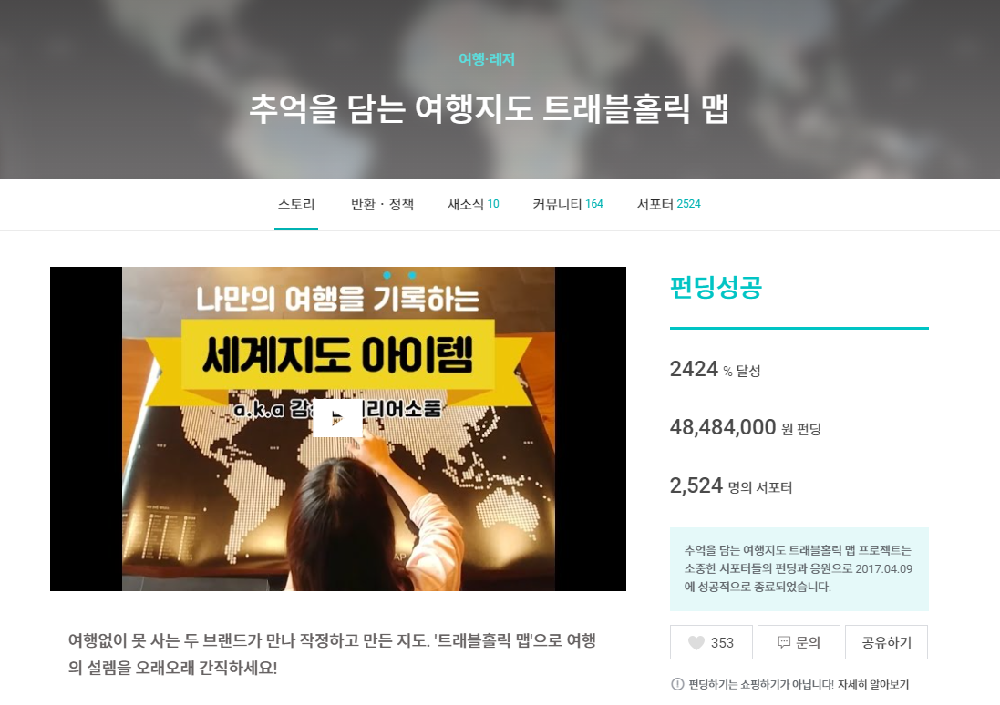 여행·레저
추억을 담는 여행지도 트래블홀릭 맵
스토리 반환 · 정책 새소식 10 커뮤니티 164 서포터 2524
나만의 여행을 기록하는
세계지도 아이템
a.k.a 리어소품
여행없이 못 사는 두 브랜드가 만나 작정하고 만든 지도. '트래블홀릭 맵'으로 여행
의 설렘을 오래오래 간직하세요!
펀딩성공
2424 % 달성
48,484,000 원 펀딩
2,524 명의 서포터
추억을 담는 여행지도 트래블홀릭 맵 프로젝트는
소중한 서포터들의 펀딩과 응원으로 2017.04.09
에 성공적으로 종료되었습니다.
353 문의 공유하기
펀딩하기는 쇼핑하기가 아닙니다! 자세히 알아보기